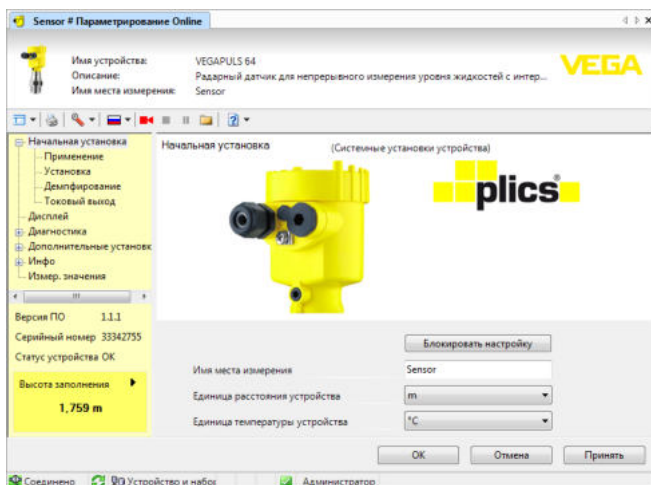 Sensor # Параметрирование Online
Имя устройства: VEGAPULS 64
Описание: Радарный датчик для непрерывного измерения уровня жидкостей с интер...
Имя места измерения: Sensor
VEGA
Начальная установка
Применение
Установка
Демпфирование
Токовый выход
Дисплей
Диагностика
Дополнительные установк
Инфо
Измер. значения
Версия ПО 1.1.1
Серийный номер 33342755
Статус устройства OK
Высота заполнения
1,759 m
Начальная установка (Системные установки устройства)
plics
Блокировать настройку
Имя места измерения Sensor
Единица расстояния устройства m
Единица температуры устройства °C
OK Отмена Принять
Соединено Устройство и набор Администратор